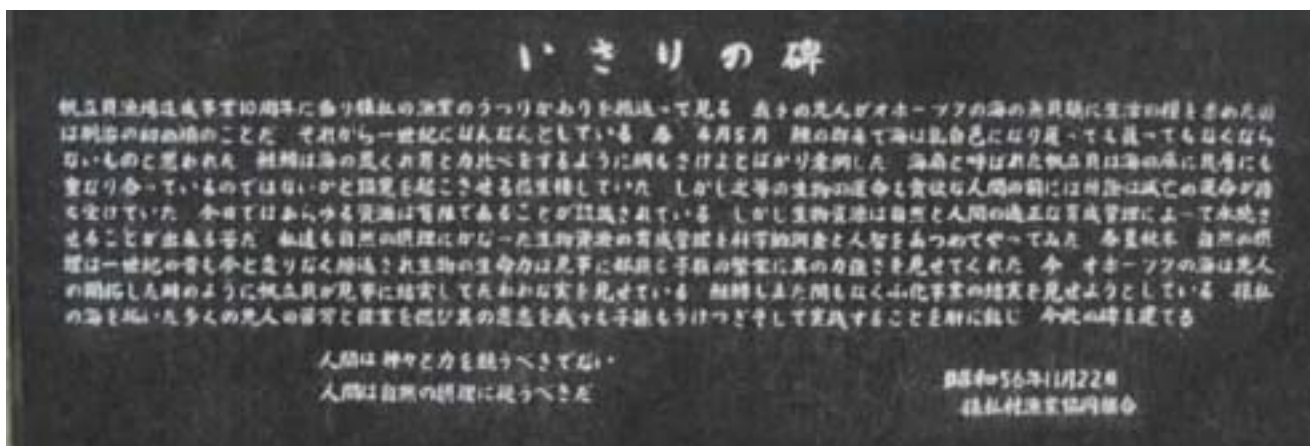 いさりの碑
帆立貝漁場造成事業10周年に当り猿払の漁業のうつりかわりを振返って見る 我々の先人がオホーツクの海の魚貝類に生活の糧を求めたの
は明治の初め頃のことだ それから一世紀になんなんとしている 春 4月5月 鰊の群来で海は乳白色になり獲っても獲ってもなくなら
ないものと思われた 鮭鱒は海の荒くれ男と力比べをするように網もさけよとばかり乗網した 海扇と呼ばれた帆立貝は海の底に幾層にも
重なり合っているのではないかと錯覚を起こさせる位生棲していた しかし之等の生物の運命も貪欲な人間の前には絶滅の運命が待
ち受けていた 今日ではあらゆる資源は有限であることが認識されている しかし生物資源は自然と人間の適正な育成管理によって永続さ
せることが出来る筈だ 私達も自然の摂理にかなった生物資源の育成管理を科学的調査と人智をあつめてやってみた 春夏秋冬 自然の摂
理は一世紀の昔も今と変りなく繰返され生物の生命力は見事に種族と子孫の繁栄に其の力強さを見せてくれた 今 オホーツクの海は先人
の開拓した時のように帆立貝が見事に結実してたわわな実を見せている 鮭鱒もまた間もなくふ化事業の結実を見せようとしている 猿払
の海を拓いた多くの先人の労苦と偉業を偲び其の意志を我々も子孫もうけつぎそして実践することを肝に銘じ 今此の碑を建てる
人間は神々と力を競うべきでない
人間は自然の摂理に従うべきだ
昭和56年11月22日
猿払村漁業協同組合